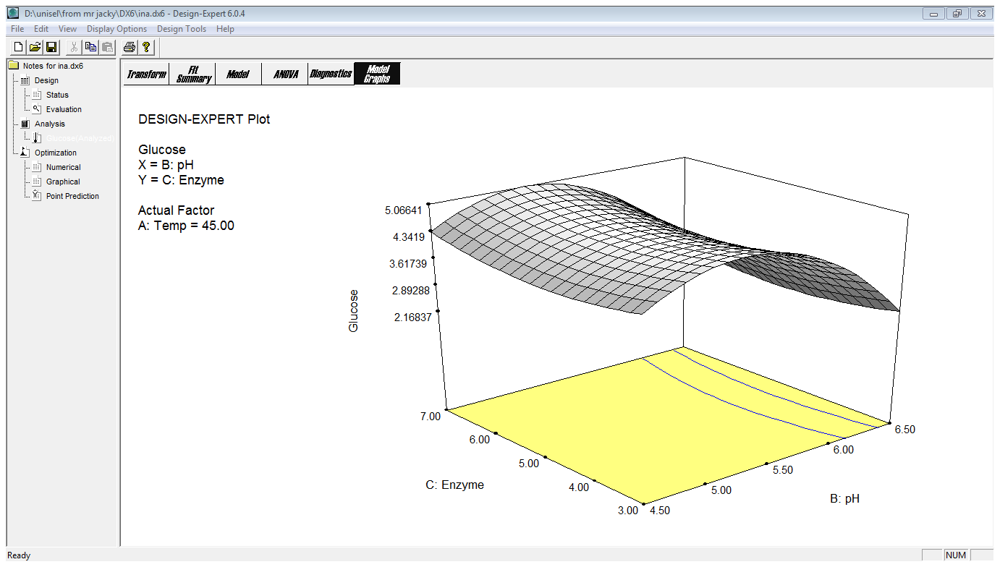 D:\unisel\from mr jacky\DX6\ina.dx6 - Design-Expert 6.0.4
File Edit View Display Options Design Tools Help
Notes for ina.dx6
Design
Status
Evaluation
Analysis
Glucose(Analyzed)
Optimization
Numerical
Graphical
Point Prediction
Transform
Fit
Summary
Model
ANOVA
Diagnostics
Model
Graphs
DESIGN-EXPERT Plot
Glucose
X = B: pH
Y = C: Enzyme
Actual Factor
A: Temp = 45.00
5.06641
4.3419
3.61739
2.89288
2.16837
Glucose
7.00
6.00
5.00
4.00
3.00
C: Enzyme
4.50
5.00
5.50
6.00
6.50
B: pH
Ready
NUM